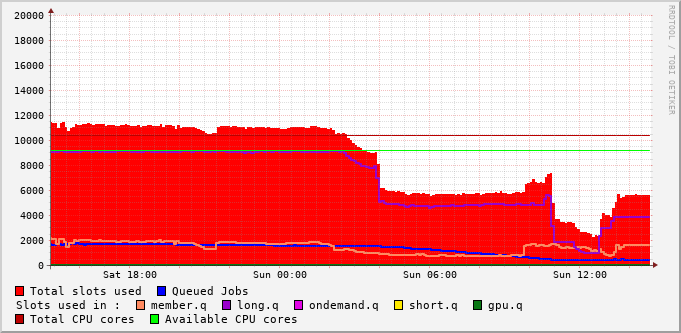 RRDTOOL / TOBI OETIKER
20000
18000
16000
14000
12000
10000
8000
6000
4000
2000
0
Sat 18:00 Sun 00:00 Sun 06:00 Sun 12:00
Total slots used Queued Jobs
Slots used in : member.q long.q ondemand.q short.q gpu.q
Total CPU cores Available CPU cores